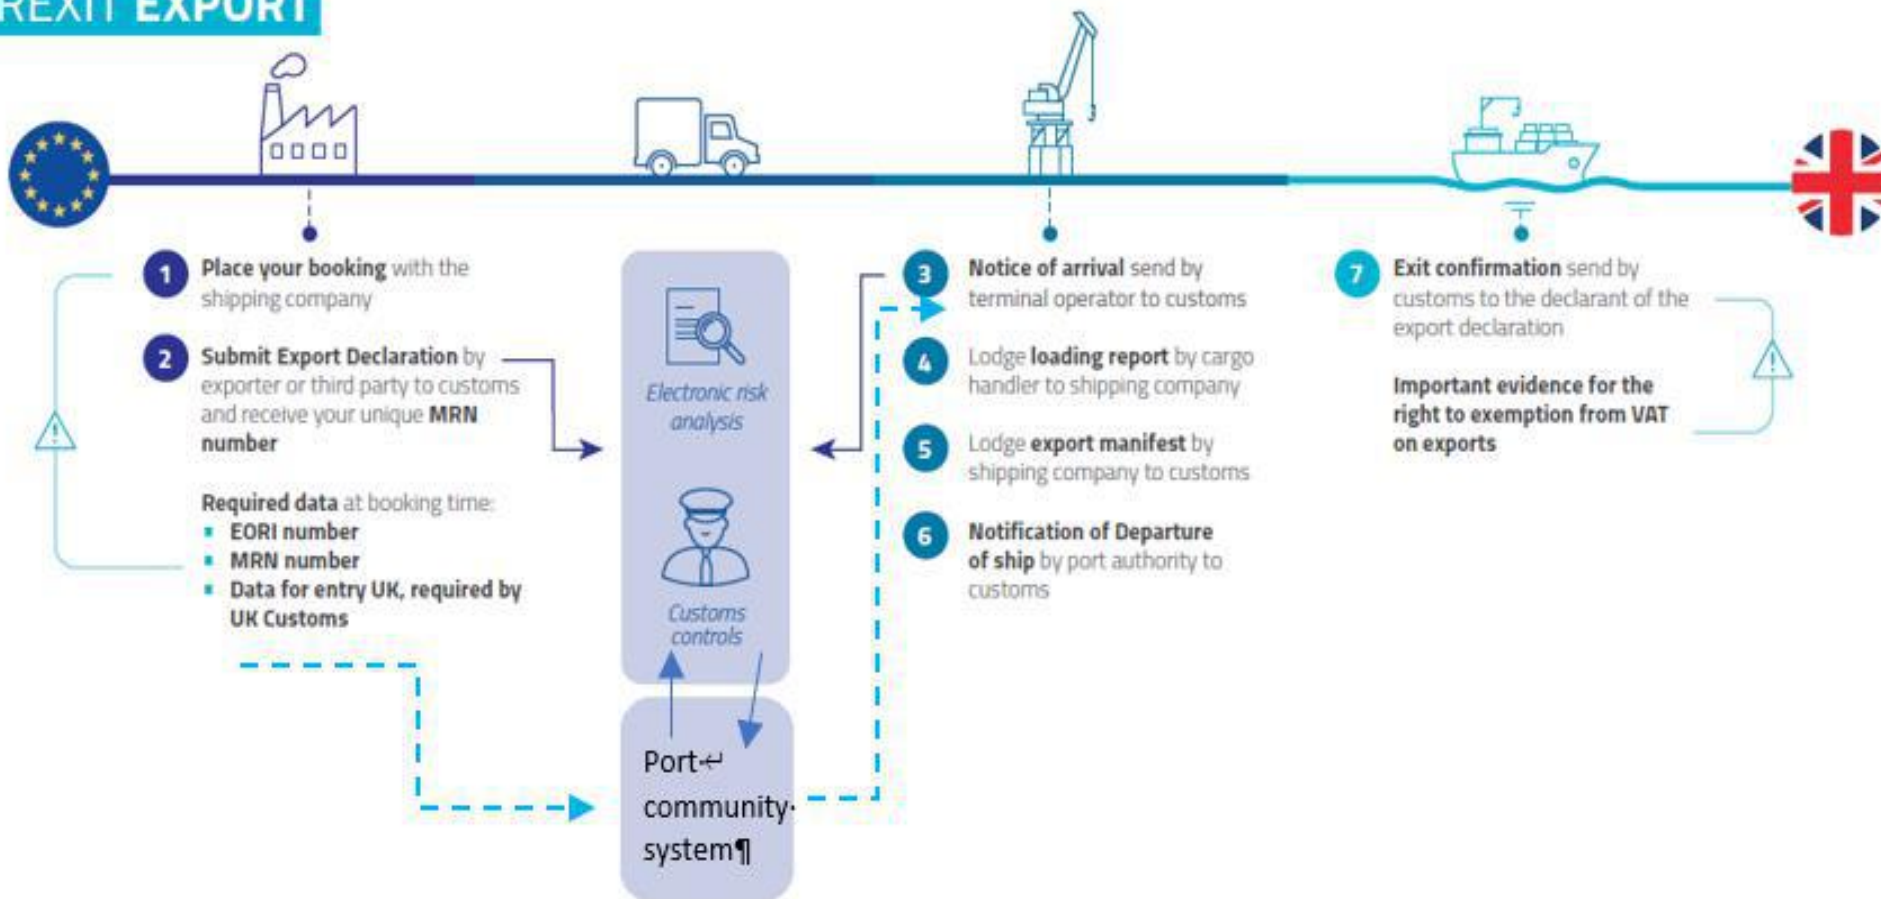 REXIT EXPORT
1 Place your booking with the
shipping company
2 Submit Export Declaration by
exporter or third party to customs
and receive your unique MRN
number
Required data at booking time:
▪ EORI number
▪ MRN number
▪ Data for entry UK, required by
UK Customs
Electronic risk
analysis
Customs
controls
Port↵
community·
system¶
3 Notice of arrival send by
terminal operator to customs
4 Lodge loading report by cargo
handler to shipping company
5 Lodge export manifest by
shipping company to customs
6 Notification of Departure
of ship by port authority to
customs
7 Exit confirmation send by
customs to the declarant of the
export declaration
Important evidence for the
right to exemption from VAT
on exports